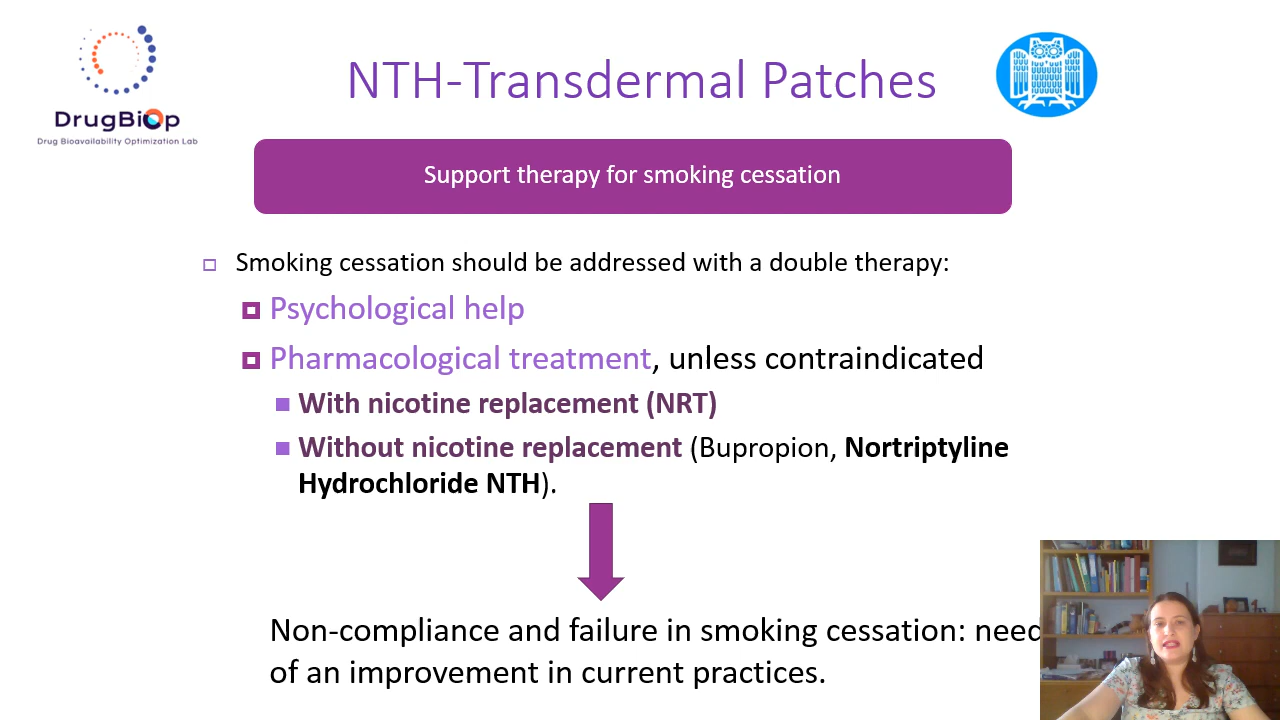 DrugBiOp
Drug Bioavailability Optimization Lab
NTH-Transdermal Patches
Support therapy for smoking cessation
Smoking cessation should be addressed with a double therapy:
Psychological help
Pharmacological treatment, unless contraindicated
With nicotine replacement (NRT)
Without nicotine replacement (Bupropion, Nortriptyline
Hydrochloride NTH).
Non-compliance and failure in smoking cessation: need
of an improvement in current practices.